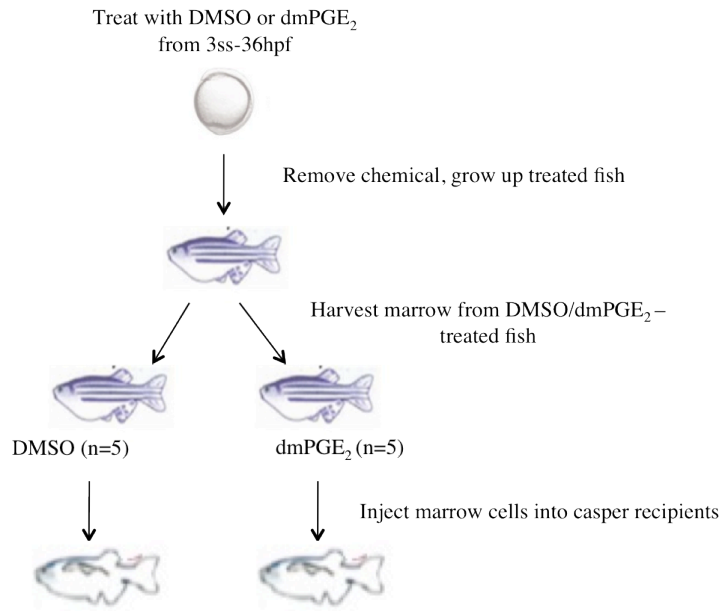 Treat with DMSO or dmPGE₂
from 3ss-36hpf
Remove chemical, grow up treated fish
Harvest marrow from DMSO/dmPGE₂–
treated fish
DMSO (n=5)
dmPGE₂ (n=5)
Inject marrow cells into casper recipients